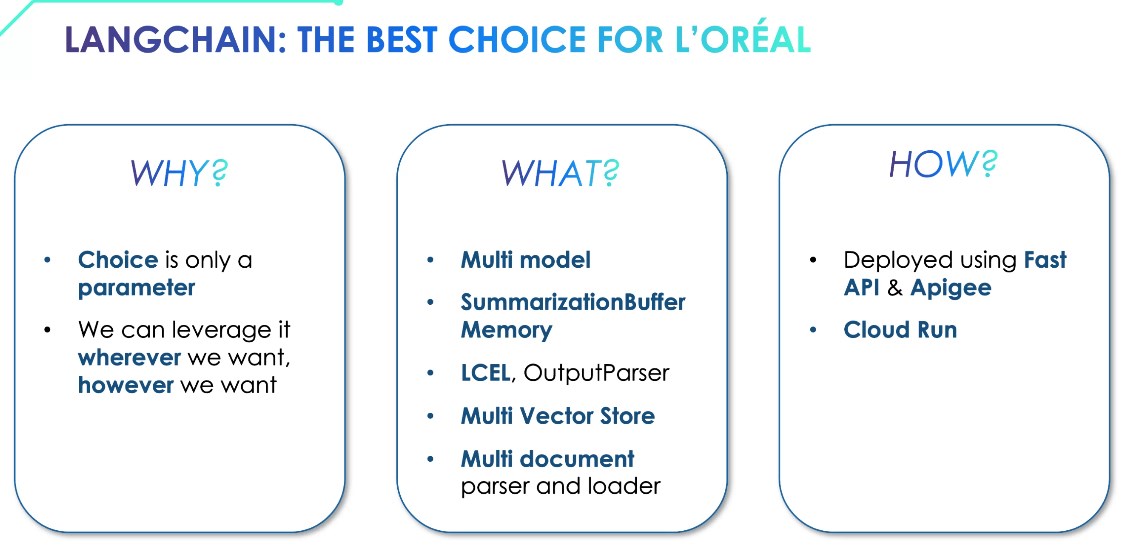 LANGCHAIN: THE BEST CHOICE FOR L'ORÉAL
WHY?
• Choice is only a
parameter
• We can leverage it
wherever we want,
however we want
WHAT?
• Multi model
• SummarizationBuffer
Memory
• LCEL, OutputParser
• Multi Vector Store
• Multi document
parser and loader
HOW?
• Deployed using Fast
API & Apigee
• Cloud Run